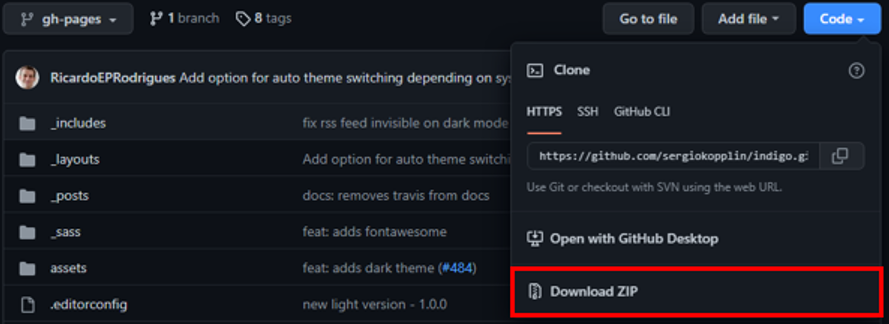 gh-pages
1 branch
8 tags
Go to file
Add file
Code
RicardoEPRodrigues Add option for auto theme switching depending on sys
_includes
fix rss feed invisible on dark mode
_layouts
Add option for auto theme switchi
_posts
docs: removes travis from docs
_sass
feat: adds fontawesome
assets
feat: adds dark theme (#484)
.editorconfig
new light version - 1.0.0
Clone
HTTPS
SSH
GitHub CLI
https://github.com/sergiokopplin/indigo.gi
Use Git or checkout with SVN using the web URL.
Open with GitHub Desktop
Download ZIP